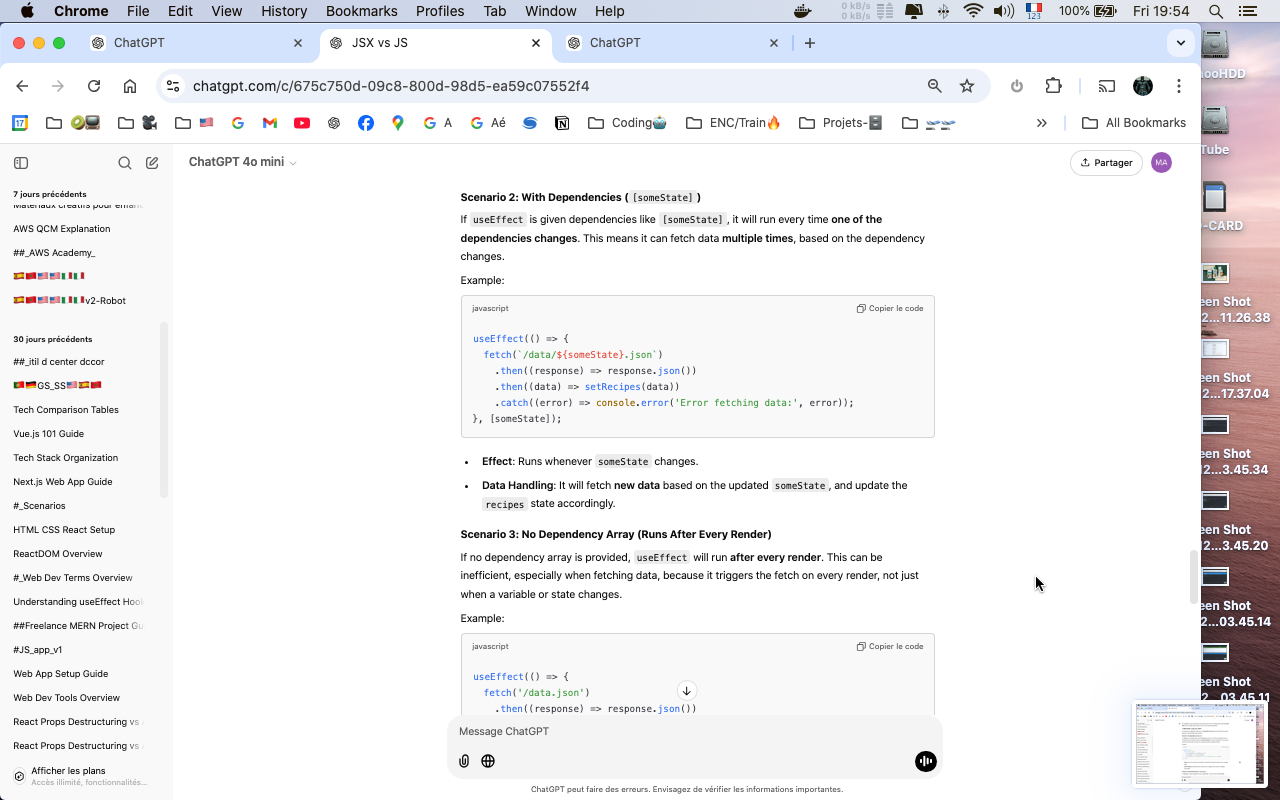 Chrome File Edit View History Bookmarks Profiles Tab Window Help
0 kB/s
0 kB/s
123
100%
Fri 19:54
ChatGPT
JSX vs JS
ChatGPT
chatgpt.com/c/675c750d-09c8-800d-98d5-ea59c07552f4
17
A
Aé
Coding
ENC/Train
Projets-
All Bookmarks
ChatGPT 4o mini
Partager
MA
7 jours précédents
AWS QCM Explanation
##_AWS Academy_
v2-Robot
30 jours précédents
##_itil d center dccor
GS_SS
Tech Comparison Tables
Vue.js 101 Guide
Tech Stack Organization
Next.js Web App Guide
#_Scenarios
HTML CSS React Setup
ReactDOM Overview
#_Web Dev Terms Overview
Understanding useEffect Hook
##Freelance MERN Project Gu
#JS_app_v1
Web App Setup Guide
Web Dev Tools Overview
React Props Destructuring vs
React Props Destructuring vs
Afficher les plans
Accès illimité, fonctionnalités...
Scenario 2: With Dependencies ( [someState] )
If useEffect is given dependencies like [someState], it will run every time one of the
dependencies changes. This means it can fetch data multiple times, based on the dependency
changes.
Example:
javascript
Copier le code
useEffect(() => {
fetch(`/data/${someState}.json`)
.then((response) => response.json())
.then((data) => setRecipes(data))
.catch((error) => console.error('Error fetching data:', error));
}, [someState]);
• Effect: Runs whenever someState changes.
• Data Handling: It will fetch new data based on the updated someState, and update the
recipes state accordingly.
Scenario 3: No Dependency Array (Runs After Every Render)
If no dependency array is provided, useEffect will run after every render. This can be
inefficient, especially when fetching data, because it triggers the fetch on every render, not just
when a variable or state changes.
Example:
javascript
Copier le code
useEffect(() => {
fetch('/data.json')
.then((response) => response.json())
Message ChatGPT
ChatGPT peut faire des erreurs. Envisagez de vérifier les informations importantes.
ooHDD
Tube
-CARD
een Shot
2...11.26.38
een Shot
2...17.37.04
een Shot
2...3.45.34
een Shot
2...3.45.20
een Shot
2...03.45.14
een Shot
2...03.45.11